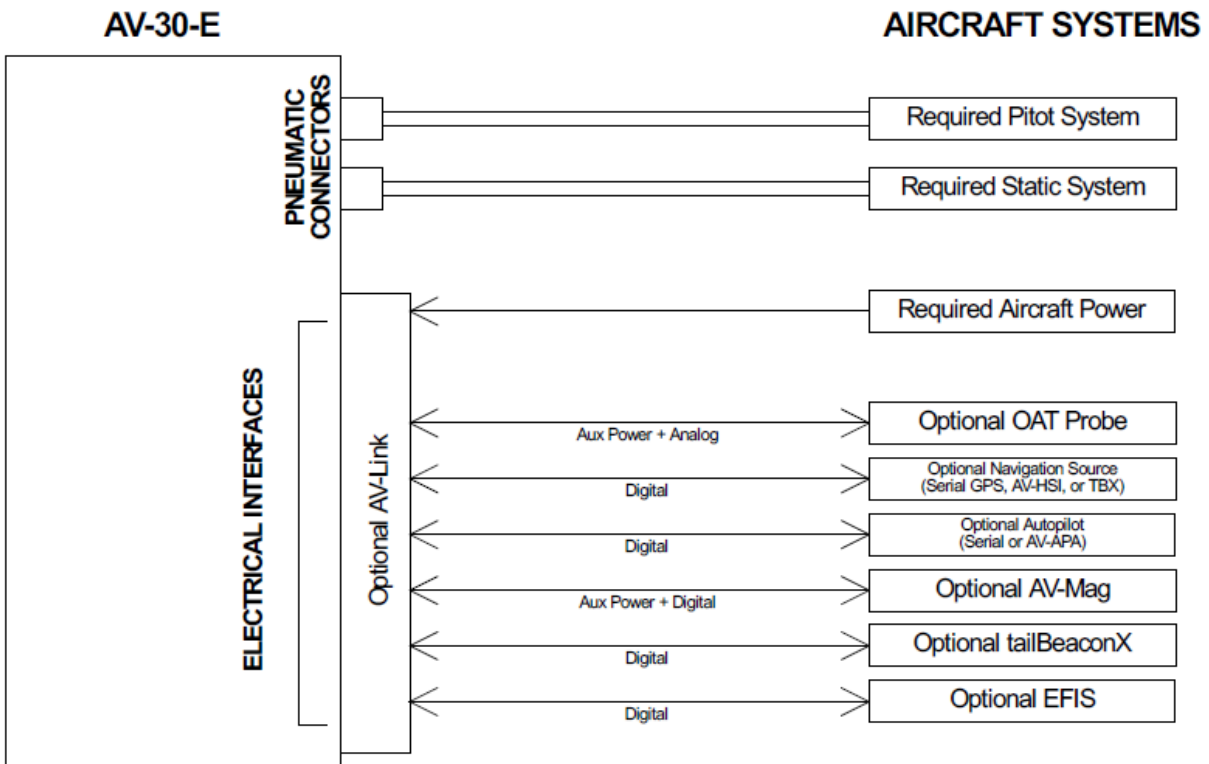 AV-30-E
AIRCRAFT SYSTEMS
PNEUMATIC
CONNECTORS
Required Pitot System
Required Static System
Required Aircraft Power
ELECTRICAL INTERFACES
Optional AV-Link
Aux Power + Analog
Optional OAT Probe
Digital
Optional Navigation Source
(Serial GPS, AV-HSI, or TBX)
Digital
Optional Autopilot
(Serial or AV-APA)
Aux Power + Digital
Optional AV-Mag
Digital
Optional tailBeaconX
Digital
Optional EFIS